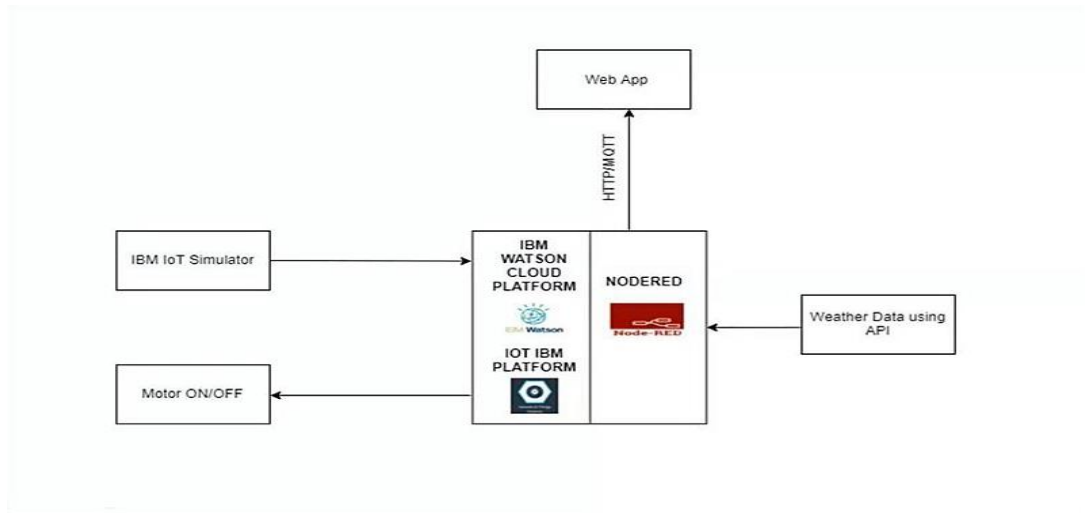 Web App
HTTP/MQTT
IBM IoT Simulator
IBM
WATSON
CLOUD
PLATFORM
IBM Watson
IOT IBM
PLATFORM
NODERED
Node-RED
Weather Data using
API
Motor ON/OFF